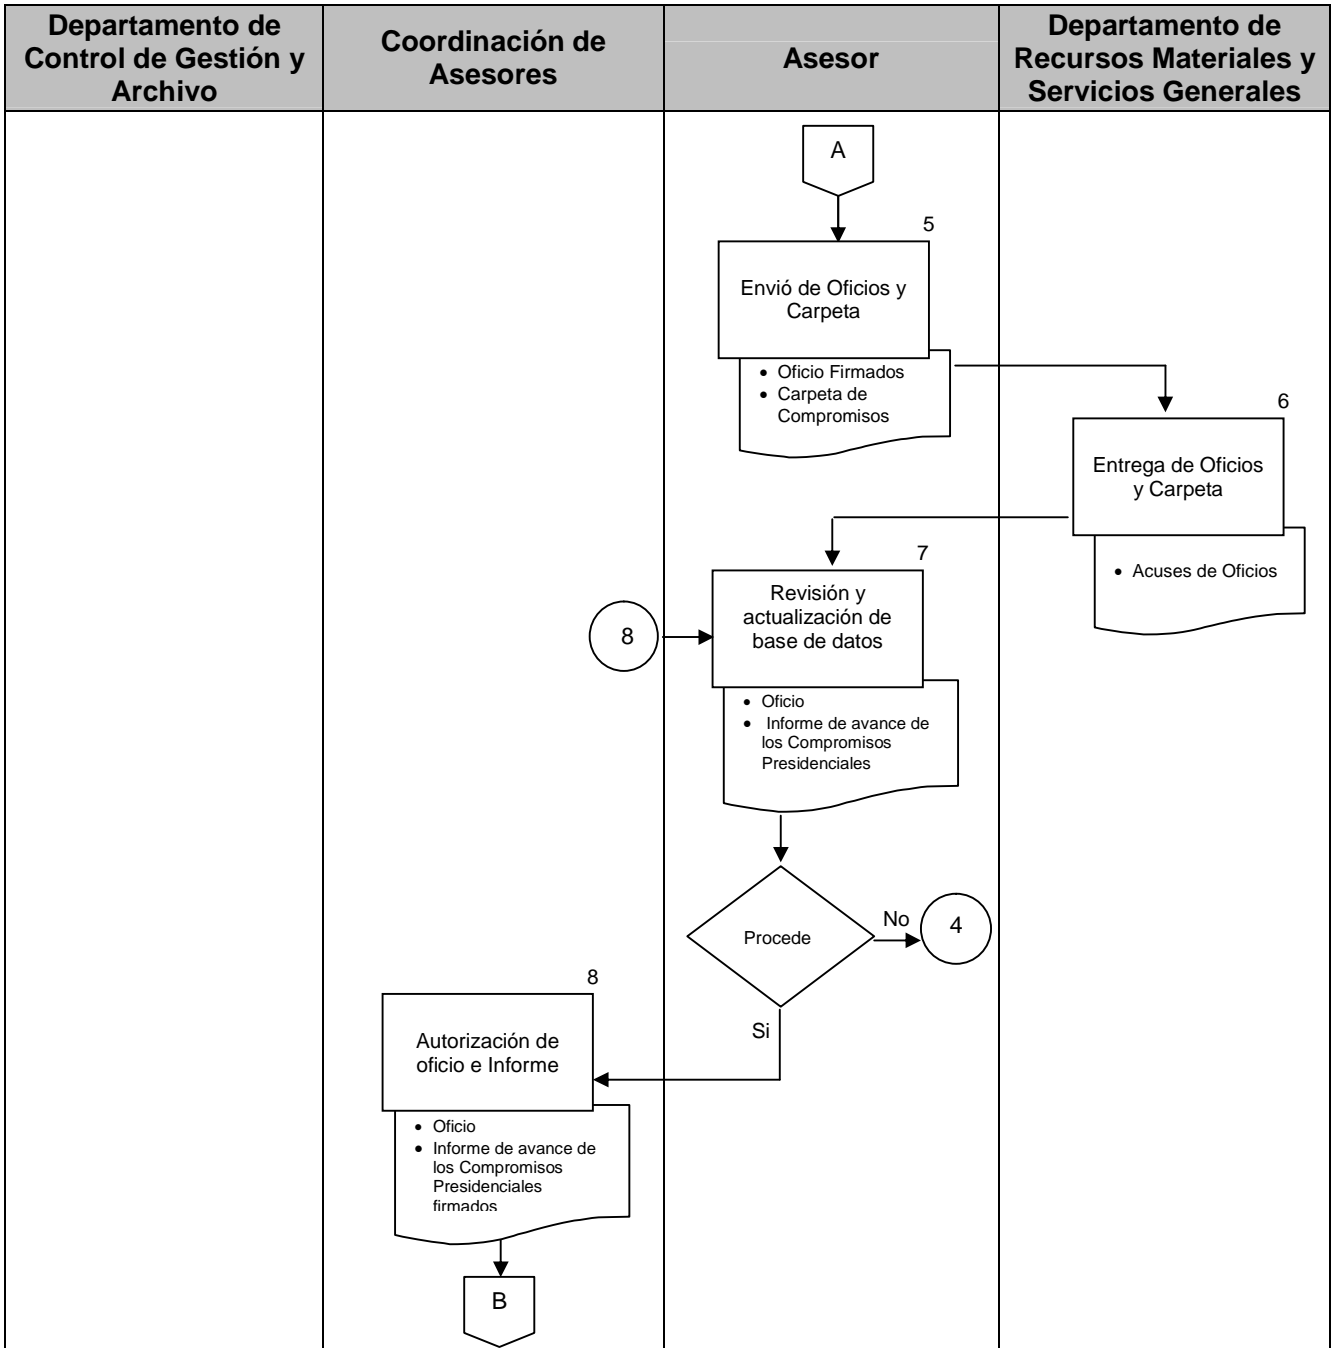 Departamento de
Control de Gestión y
Archivo
Coordinación de
Asesores
Asesor
Departamento de
Recursos Materiales y
Servicios Generales
A
5
Envió de Oficios y
Carpeta
• Oficio Firmados
• Carpeta de
Compromisos
6
Entrega de Oficios
y Carpeta
• Acuses de Oficios
7
Revisión y
actualización de
base de datos
8
• Oficio
• Informe de avance de
los Compromisos
Presidenciales
Procede
No
4
Si
8
Autorización de
oficio e Informe
• Oficio
• Informe de avance de
los Compromisos
Presidenciales
firmados
B